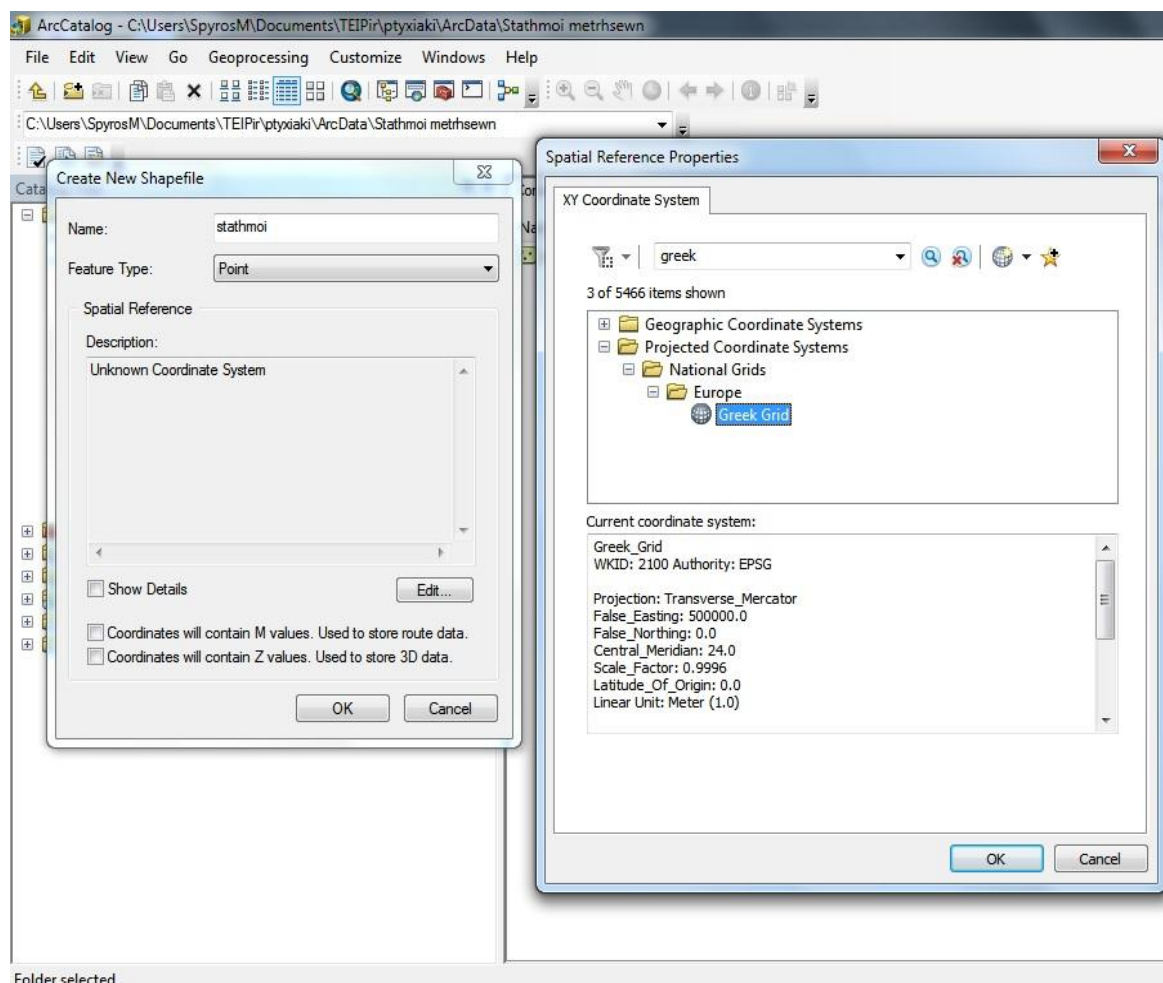 ArcCatalog - C:\Users\SpyrosM\Documents\TEIPir\ptyxiaki\ArcData\Stathmoi metrhsewn
File Edit View Go Geoprocessing Customize Windows Help
C:\Users\SpyrosM\Documents\TEIPir\ptyxiaki\ArcData\Stathmoi metrhsewn
Cata
Create New Shapefile
Name: stathmoi
Feature Type: Point
Spatial Reference
Description:
Unknown Coordinate System
Show Details
Edit...
Coordinates will contain M values. Used to store route data.
Coordinates will contain Z values. Used to store 3D data.
OK Cancel
Con
Na
Spatial Reference Properties
XY Coordinate System
greek
3 of 5466 items shown
Geographic Coordinate Systems
Projected Coordinate Systems
National Grids
Europe
Greek Grid
Current coordinate system:
Greek_Grid
WKID: 2100 Authority: EPSG
Projection: Transverse_Mercator
False_Easting: 500000.0
False_Northing: 0.0
Central_Meridian: 24.0
Scale_Factor: 0.9996
Latitude_Of_Origin: 0.0
Linear Unit: Meter (1.0)
OK Cancel
Folder selected